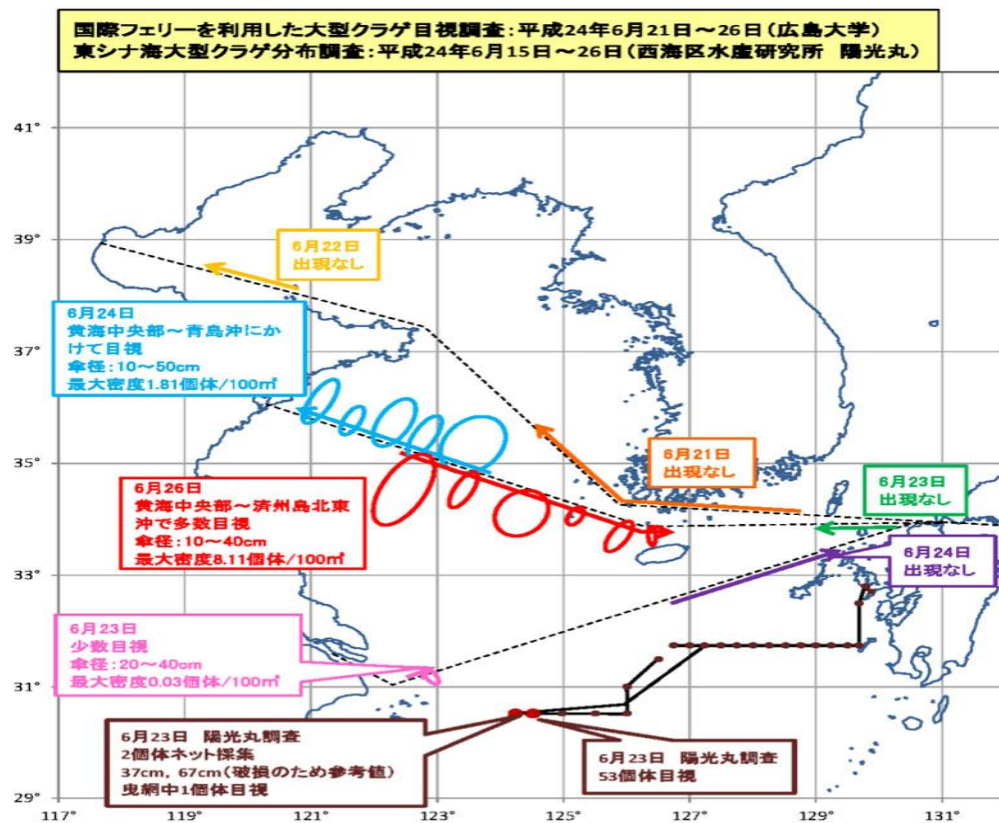 国際フェリーを利用した大型クラゲ目視調査:平成24年6月21日~26日(広島大学)
東シナ海大型クラゲ分布調査:平成24年6月15日~26日(西海区水産研究所 陽光丸)
41°
39°
37°
35°
33°
31°
29°
6月22日
出現なし
6月24日
黄海中央部~青島沖にか
けて目視
傘径:10~50cm
最大密度1.81個体/100㎡
6月21日
出現なし
6月23日
出現なし
6月26日
黄海中央部~済州島北東
沖で多数目視
傘径:10~40cm
最大密度8.11個体/100㎡
6月24日
出現なし
6月23日
少数目視
傘径:20~40cm
最大密度0.03個体/100㎡
6月23日 陽光丸調査
2個体ネット採集
37cm, 67cm(破損のため参考値)
曳網中1個体目視
6月23日 陽光丸調査
53個体目視
117° 119° 121° 123° 125° 127° 129° 131°